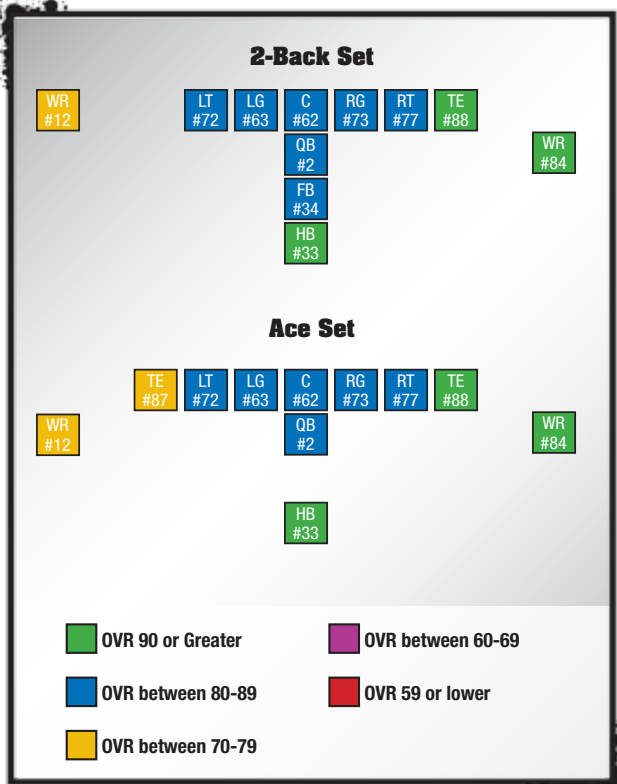 2-Back Set
WR LT LG C RG RT TE
#12 #72 #63 #62 #73 #77 #88
QB WR
#2 #84
FB
#34
HB
#33
Ace Set
TE LT LG C RG RT TE
#87 #72 #63 #62 #73 #77 #88
WR QB WR
#12 #2 #84
HB
#33
OVR 90 or Greater
OVR between 60-69
OVR between 80-89
OVR 59 or lower
OVR between 70-79